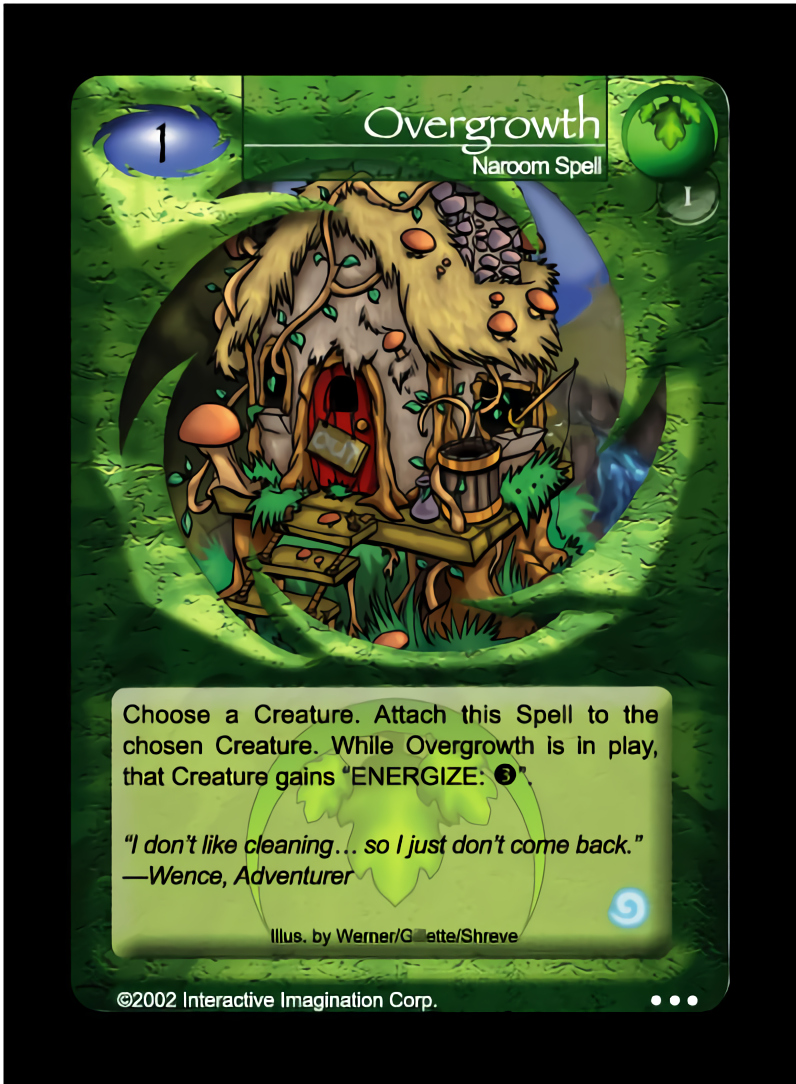 1
Overgrowth
Naroom Spell
I
OUT
Choose a Creature. Attach this Spell to the
chosen Creature. While Overgrowth is in play,
that Creature gains “ENERGIZE: ❸”.
“I don’t like cleaning… so I just don’t come back.”
—Wence, Adventurer
Illus. by Werner/ /Shreve
©2002 Interactive Imagination Corp.